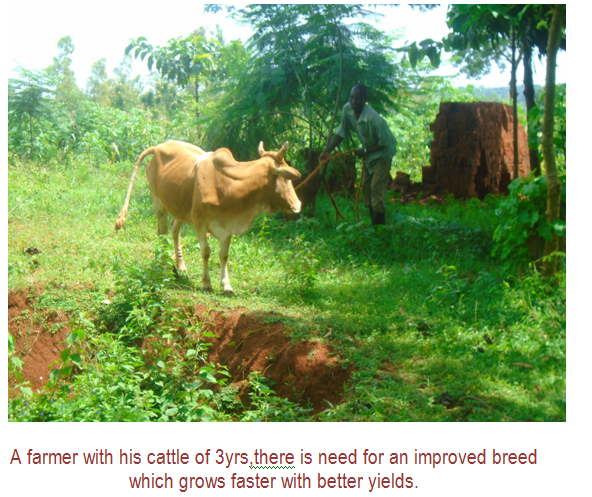 A farmer with his cattle of 3yrs,there is need for an improved breed
which grows faster with better yields.